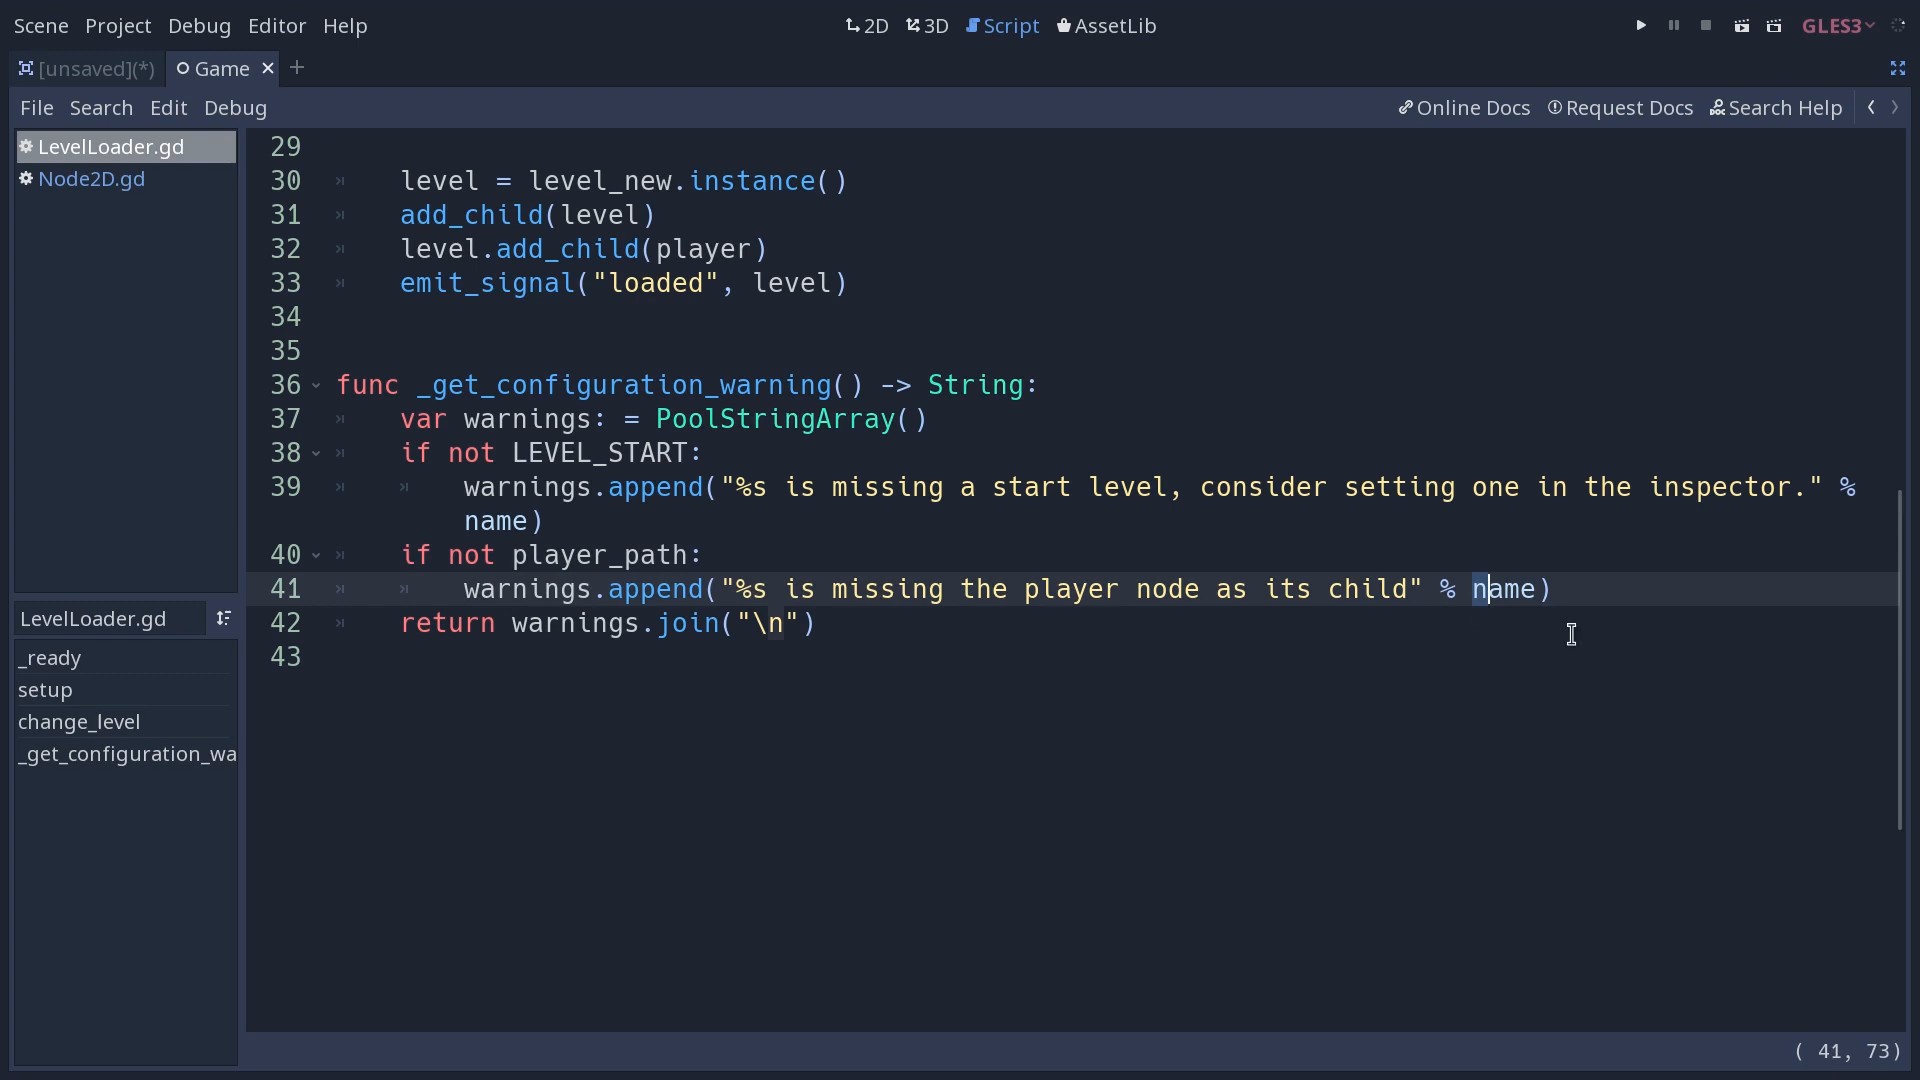 Scene Project Debug Editor Help 2D 3D Script AssetLib GLES3
[unsaved](*) Game
File Search Edit Debug Online Docs Request Docs Search Help
LevelLoader.gd
Node2D.gd
LevelLoader.gd
_ready
setup
change_level
_get_configuration_wa
29
30 level = level_new.instance()
31 add_child(level)
32 level.add_child(player)
33 emit_signal("loaded", level)
34
35
36 func _get_configuration_warning() -> String:
37 var warnings: = PoolStringArray()
38 if not LEVEL_START:
39 warnings.append("%s is missing a start level, consider setting one in the inspector." %
name)
40 if not player_path:
41 warnings.append("%s is missing the player node as its child" % name)
42 return warnings.join("\n")
43
( 41, 73)